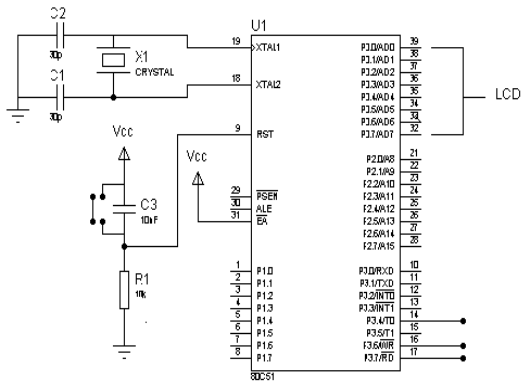 C2
30p
X1
CRYSTAL
C1
30p
Vcc
C3
10uF
R1
10k
Vcc
U1
19 XTAL1
18 XTAL2
9 RST
29 PSEN
30 ALE
31 EA
1 P1.0
2 P1.1
3 P1.2
4 P1.3
5 P1.4
6 P1.5
7 P1.6
8 P1.7
P0.0/AD0 39
P0.1/AD1 38
P0.2/AD2 37
P0.3/AD3 36
P0.4/AD4 35
P0.5/AD5 34
P0.6/AD6 33
P0.7/AD7 32
LCD
P2.0/A8 21
P2.1/A9 22
P2.2/A10 23
P2.3/A11 24
P2.4/A12 25
P2.5/A13 26
P2.6/A14 27
P2.7/A15 28
P3.0/RXD 10
P3.1/TXD 11
P3.2/INT0 12
P3.3/INT1 13
P3.4/T0 14
P3.5/T1 15
P3.6/WR 16
P3.7/RD 17
80C51